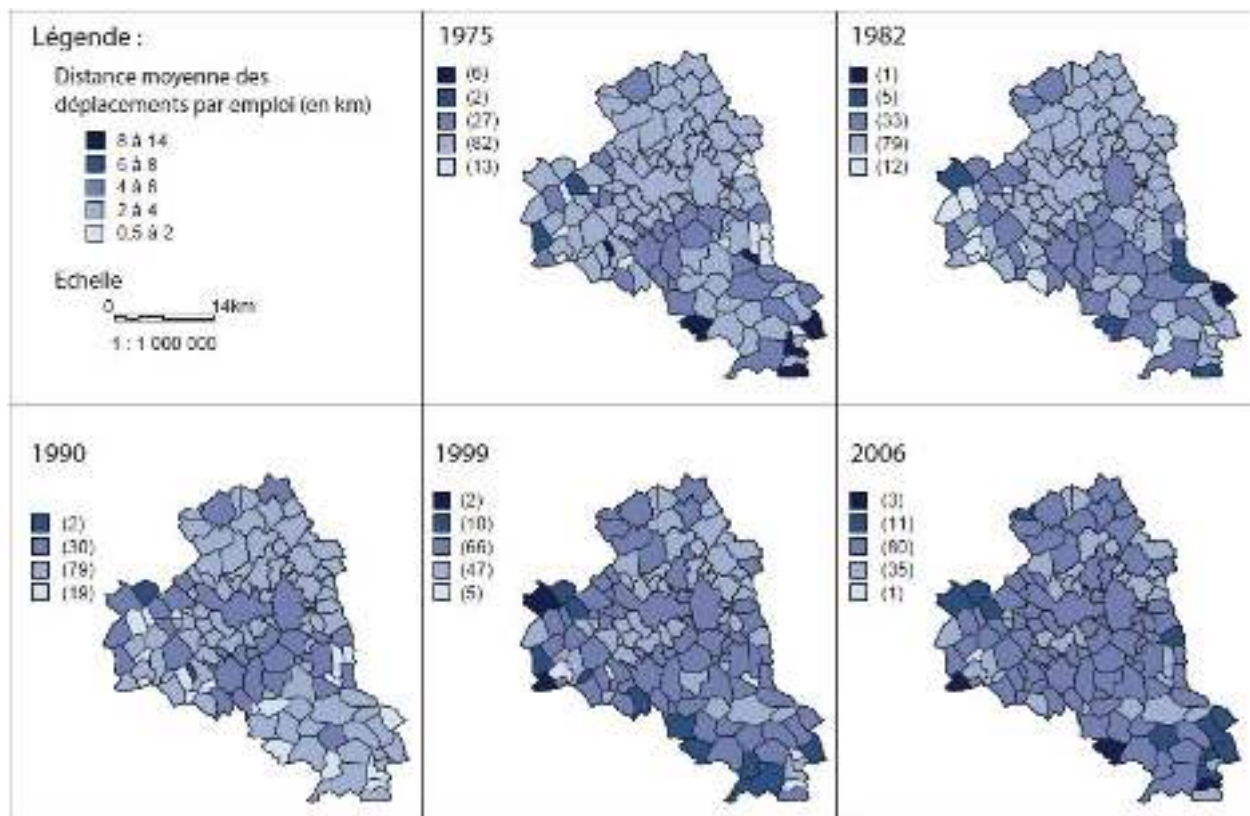 Légende :
Distance moyenne des
déplacements par emploi (en km)
8 à 14
6 à 8
4 à 6
2 à 4
0,5 à 2
Echelle
0 14km
1 : 1 000 000
1975
(6)
(2)
(27)
(82)
(13)
1982
(1)
(5)
(33)
(79)
(12)
1990
(2)
(30)
(79)
(19)
1999
(2)
(10)
(66)
(47)
(5)
2006
(3)
(11)
(80)
(35)
(1)